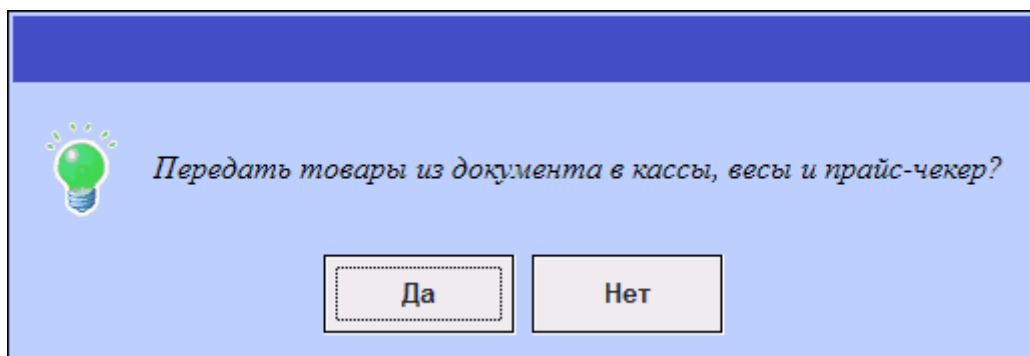 Передать товары из документа в кассы, весы и прайс-чекер?
Да
Нет